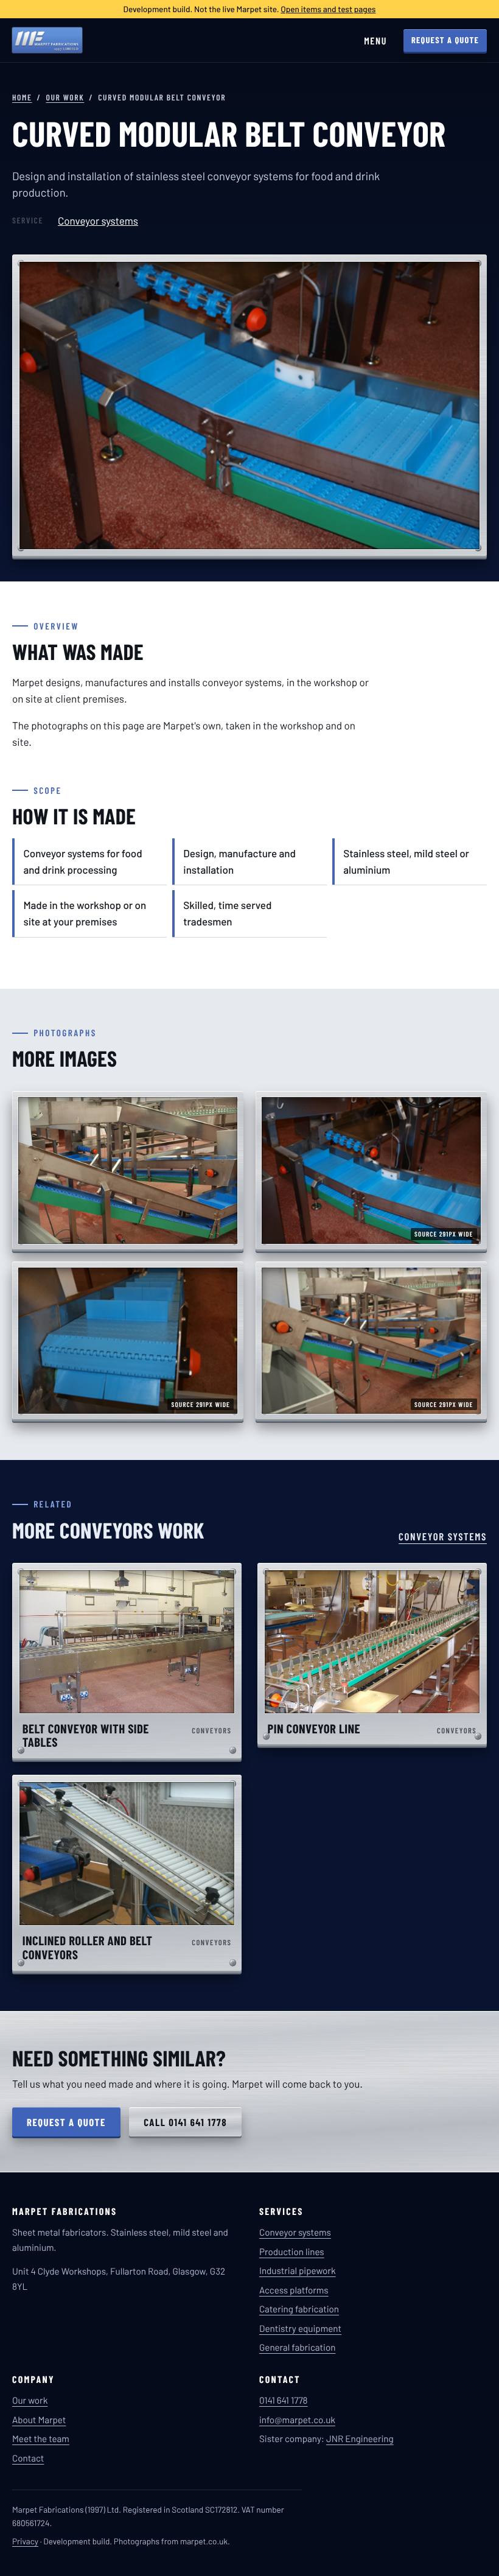 Development build. Not the live Marpet site. Open items and test pages
MF MARPET FABRICATIONS
MENU
REQUEST A QUOTE
HOME / OUR WORK / CURVED MODULAR BELT CONVEYOR
CURVED MODULAR BELT CONVEYOR
Design and installation of stainless steel conveyor systems for food and drink
production.
SERVICE Conveyor systems
OVERVIEW
WHAT WAS MADE
Marpet designs, manufactures and installs conveyor systems, in the workshop or
on site at client premises.
The photographs on this page are Marpet's own, taken in the workshop and on
site.
SCOPE
HOW IT IS MADE
Conveyor systems for food
and drink processing
Design, manufacture and
installation
Stainless steel, mild steel or
aluminium
Made in the workshop or on
site at your premises
Skilled, time served
tradesmen
PHOTOGRAPHS
MORE IMAGES
SOURCE 291PX WIDE
SOURCE 291PX WIDE
SOURCE 291PX WIDE
RELATED
MORE CONVEYORS WORK
CONVEYOR SYSTEMS
BELT CONVEYOR WITH SIDE
TABLES
CONVEYORS
PIN CONVEYOR LINE
CONVEYORS
INCLINED ROLLER AND BELT
CONVEYORS
CONVEYORS
NEED SOMETHING SIMILAR?
Tell us what you need made and where it is going. Marpet will come back to you.
REQUEST A QUOTE
CALL 0141 641 1778
MARPET FABRICATIONS
Sheet metal fabricators. Stainless steel, mild steel and
aluminium.
Unit 4 Clyde Workshops, Fullarton Road, Glasgow, G32
8YL
SERVICES
Conveyor systems
Production lines
Industrial pipework
Access platforms
Catering fabrication
Dentistry equipment
General fabrication
COMPANY
Our work
About Marpet
Meet the team
Contact
CONTACT
0141 641 1778
info@marpet.co.uk
Sister company: JNR Engineering
Marpet Fabrications (1997) Ltd. Registered in Scotland SC172812. VAT number
680561724.
Privacy · Development build. Photographs from marpet.co.uk.